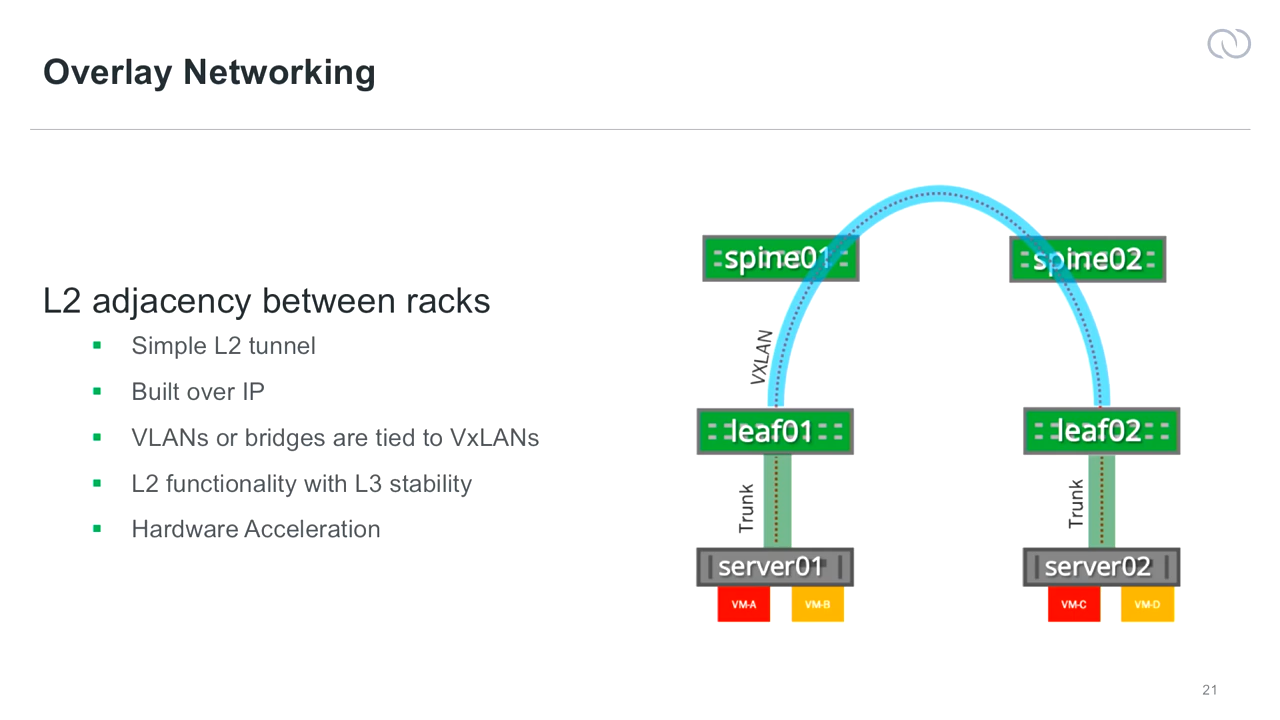 Overlay Networking
L2 adjacency between racks
Simple L2 tunnel
Built over IP
VLANs or bridges are tied to VxLANs
L2 functionality with L3 stability
Hardware Acceleration
spine01
spine02
VXLAN
leaf01
leaf02
Trunk
Trunk
server01
server02
VM-A
VM-B
VM-C
VM-D
21